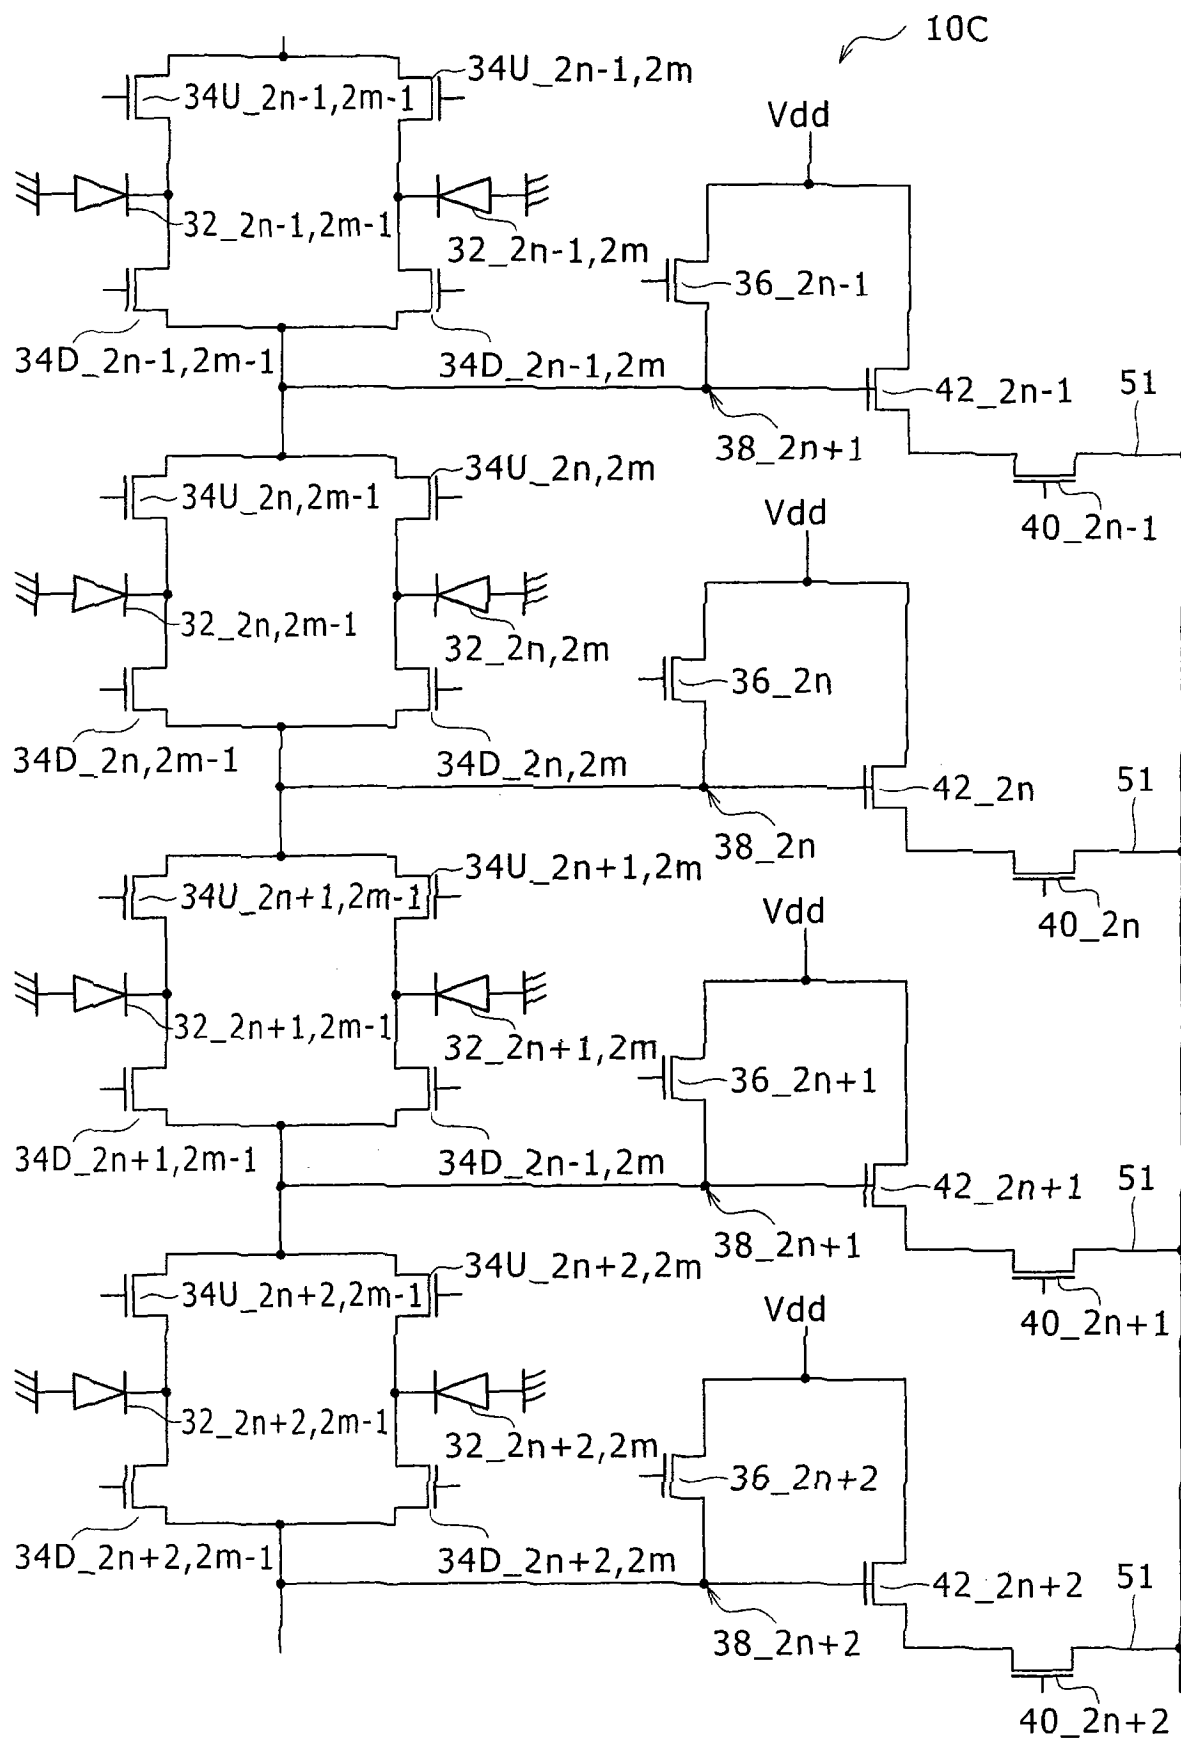 10C
34U_2n-1,2m
34U_2n-1,2m-1
Vdd
32_2n-1,2m-1
32_2n-1,2m
36_2n-1
34D_2n-1,2m-1
34D_2n-1,2m
42_2n-1
51
38_2n+1
34U_2n,2m
34U_2n,2m-1
Vdd
40_2n-1
32_2n,2m-1
32_2n,2m
36_2n
34D_2n,2m-1
34D_2n,2m
42_2n
51
38_2n
34U_2n+1,2m
34U_2n+1,2m-1
Vdd
40_2n
32_2n+1,2m-1
32_2n+1,2m
36_2n+1
34D_2n+1,2m-1
34D_2n-1,2m
42_2n+1
51
38_2n+1
34U_2n+2,2m
34U_2n+2,2m-1
Vdd
40_2n+1
32_2n+2,2m-1
32_2n+2,2m
36_2n+2
34D_2n+2,2m-1
34D_2n+2,2m
42_2n+2
51
38_2n+2
40_2n+2